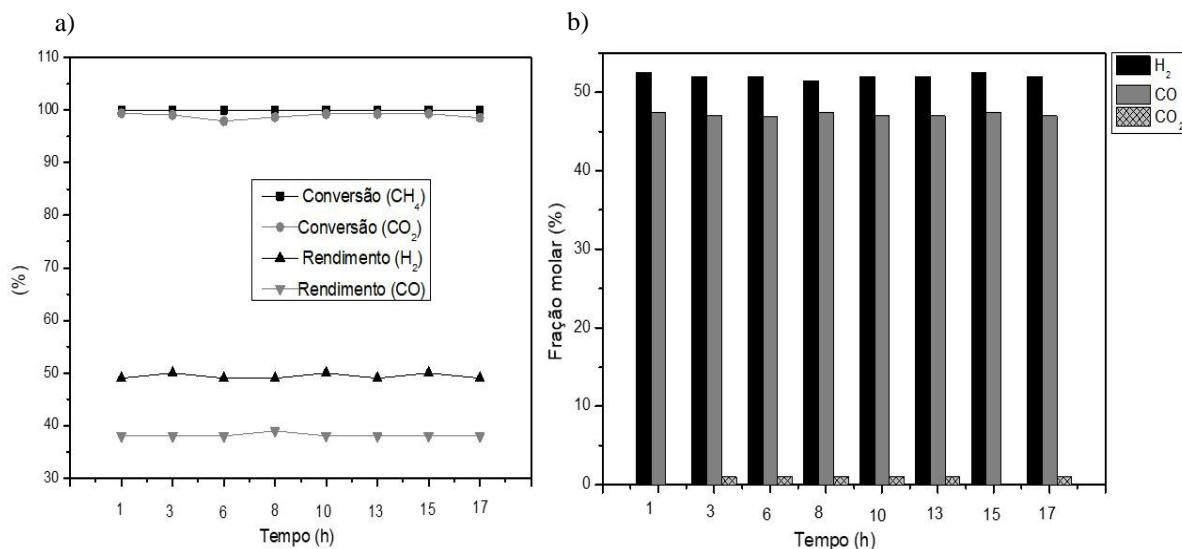 a)
110
100
90
80
70
60
50
40
30
(%)
Conversão (CH4)
Conversão (CO2)
Rendimento (H2)
Rendimento (CO)
1 3 6 8 10 13 15 17
Tempo (h)
b)
50
40
30
20
10
0
Fração molar (%)
H2
CO
CO2
1 3 6 8 10 13 15 17
Tempo (h)